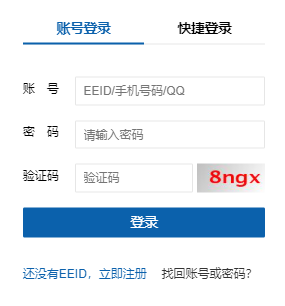 账号登录 快捷登录
账 号 EEID/手机号码/QQ
密 码 请输入密码
验证码 验证码 8ngx
登录
还没有EEID，立即注册 找回账号或密码？